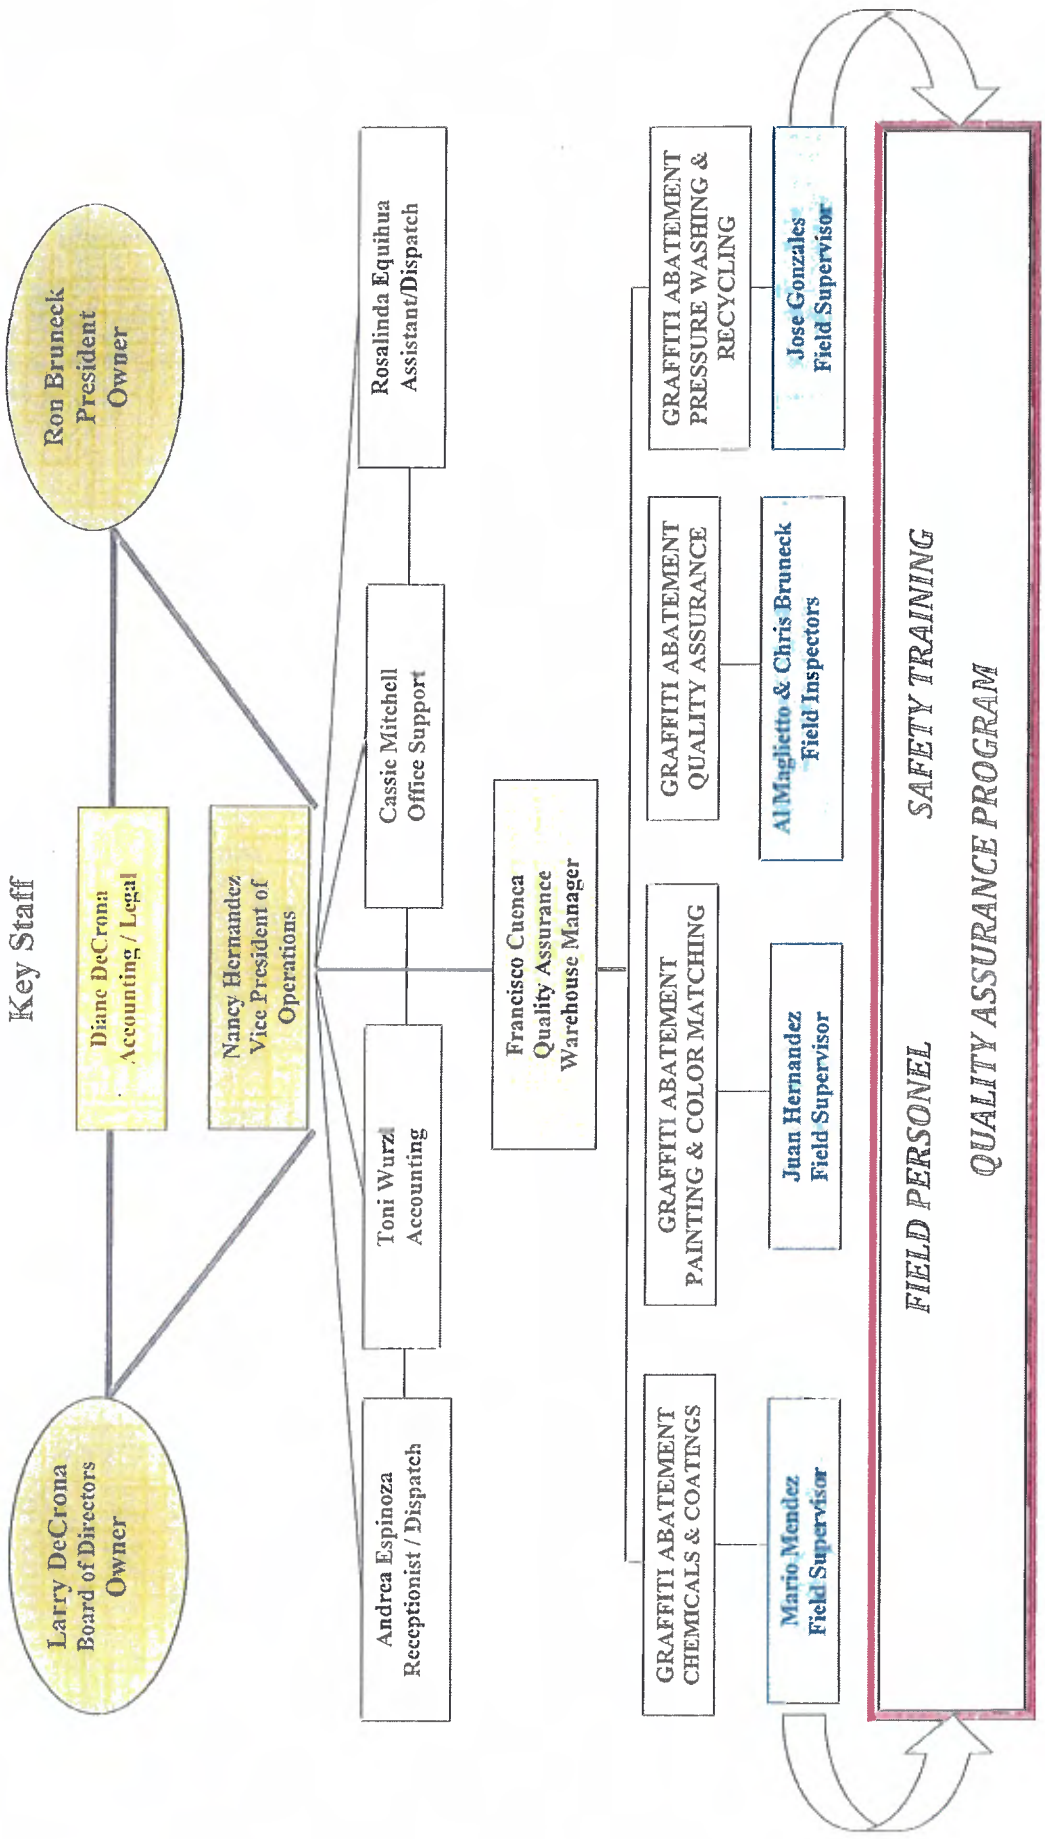 Key Staff
Larry DeCrona
Board of Directors
Owner
Diane DeCrona
Accounting / Legal
Ron Bruneck
President
Owner
Nancy Hernandez
Vice President of
Operations
Andrea Espinoza
Receptionist / Dispatch
Toni Wurzl
Accounting
Cassie Mitchell
Office Support
Rosalinda Equihua
Assistant/Dispatch
Francisco Cuenca
Quality Assurance
Warehouse Manager
GRAFFITI ABATEMENT
CHEMICALS & COATINGS
GRAFFITI ABATEMENT
PAINTING & COLOR MATCHING
GRAFFITI ABATEMENT
QUALITY ASSURANCE
GRAFFITI ABATEMENT
PRESSURE WASHING &
RECYCLING
Mario Mendez
Field Supervisor
Juan Hernandez
Field Supervisor
Al Maglietto & Chris Bruneck
Field Inspectors
Jose Gonzales
Field Supervisor
FIELD PERSONEL SAFETY TRAINING
QUALITY ASSURANCE PROGRAM